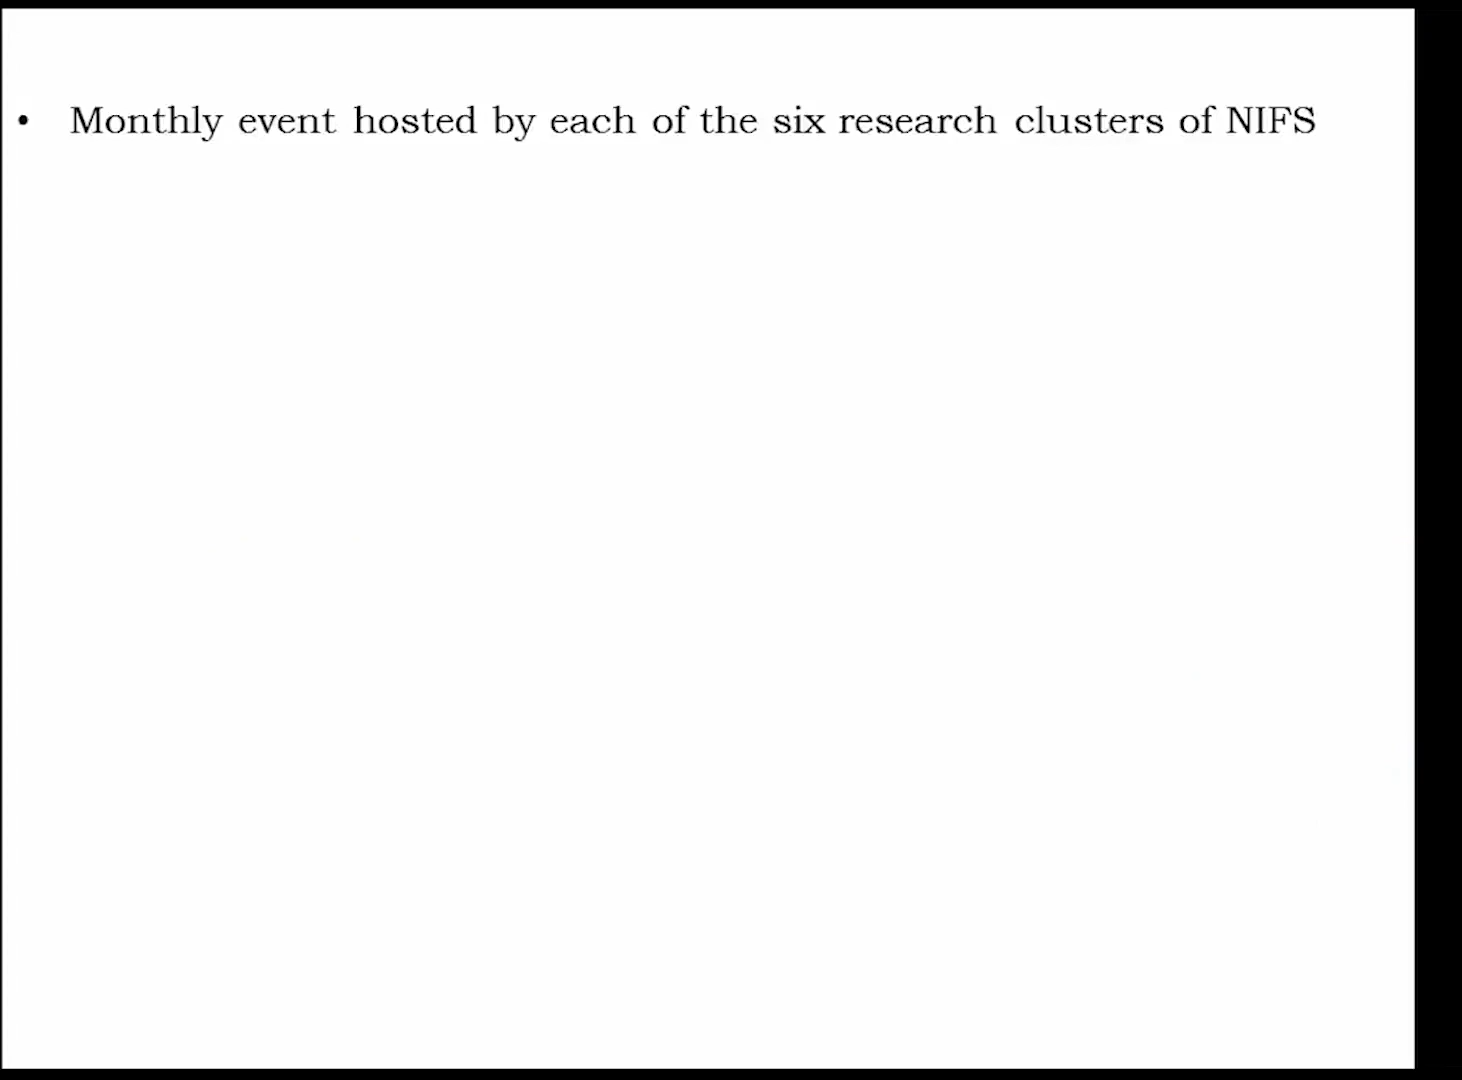 • Monthly event hosted by each of the six research clusters of NIFS